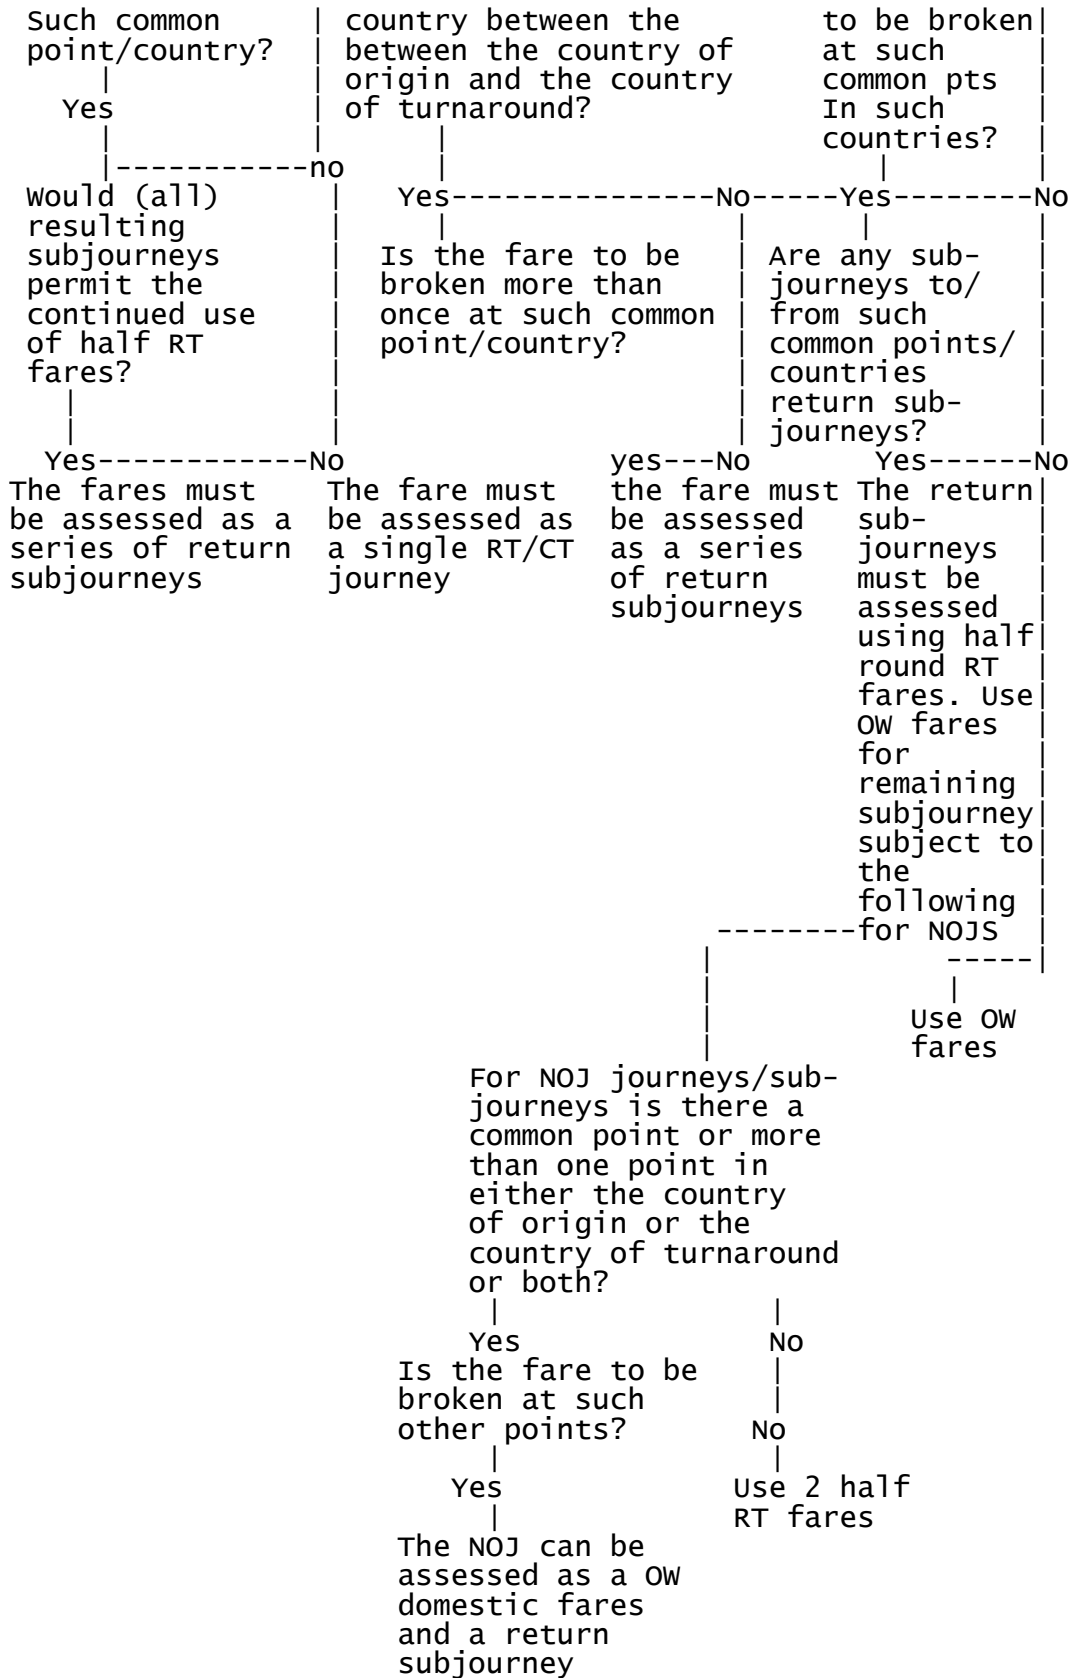 Such common | country between the to be broken|
point/country? | between the country of at such |
| | origin and the country common pts |
Yes | of turnaround? In such |
| | | countries? |
|-----------no | | |
Would (all) | Yes---------------No-----Yes--------No
resulting | | | | |
subjourneys | Is the fare to be | Are any sub- |
permit the | broken more than | journeys to/ |
continued use | once at such common | from such |
of half RT | point/country? | common points/ |
fares? | | countries |
| | | return sub- |
| | | journeys? |
Yes------------No yes---No Yes------No
The fares must The fare must the fare must The return|
be assessed as a be assessed as be assessed sub- |
series of return a single RT/CT as a series journeys |
subjourneys journey of return must be |
subjourneys assessed |
using half|
round RT |
fares. Use|
OW fares |
for |
remaining |
subjourney|
subject to|
the |
following |
--------for NOJS |
| -----|
| |
| Use OW
| fares
For NOJ journeys/sub-
journeys is there a
common point or more
than one point in
either the country
of origin or the
country of turnaround
or both?
| |
Yes No
Is the fare to be |
broken at such |
other points? No
| |
Yes Use 2 half
| RT fares
The NOJ can be
assessed as a OW
domestic fares
and a return
subjourney